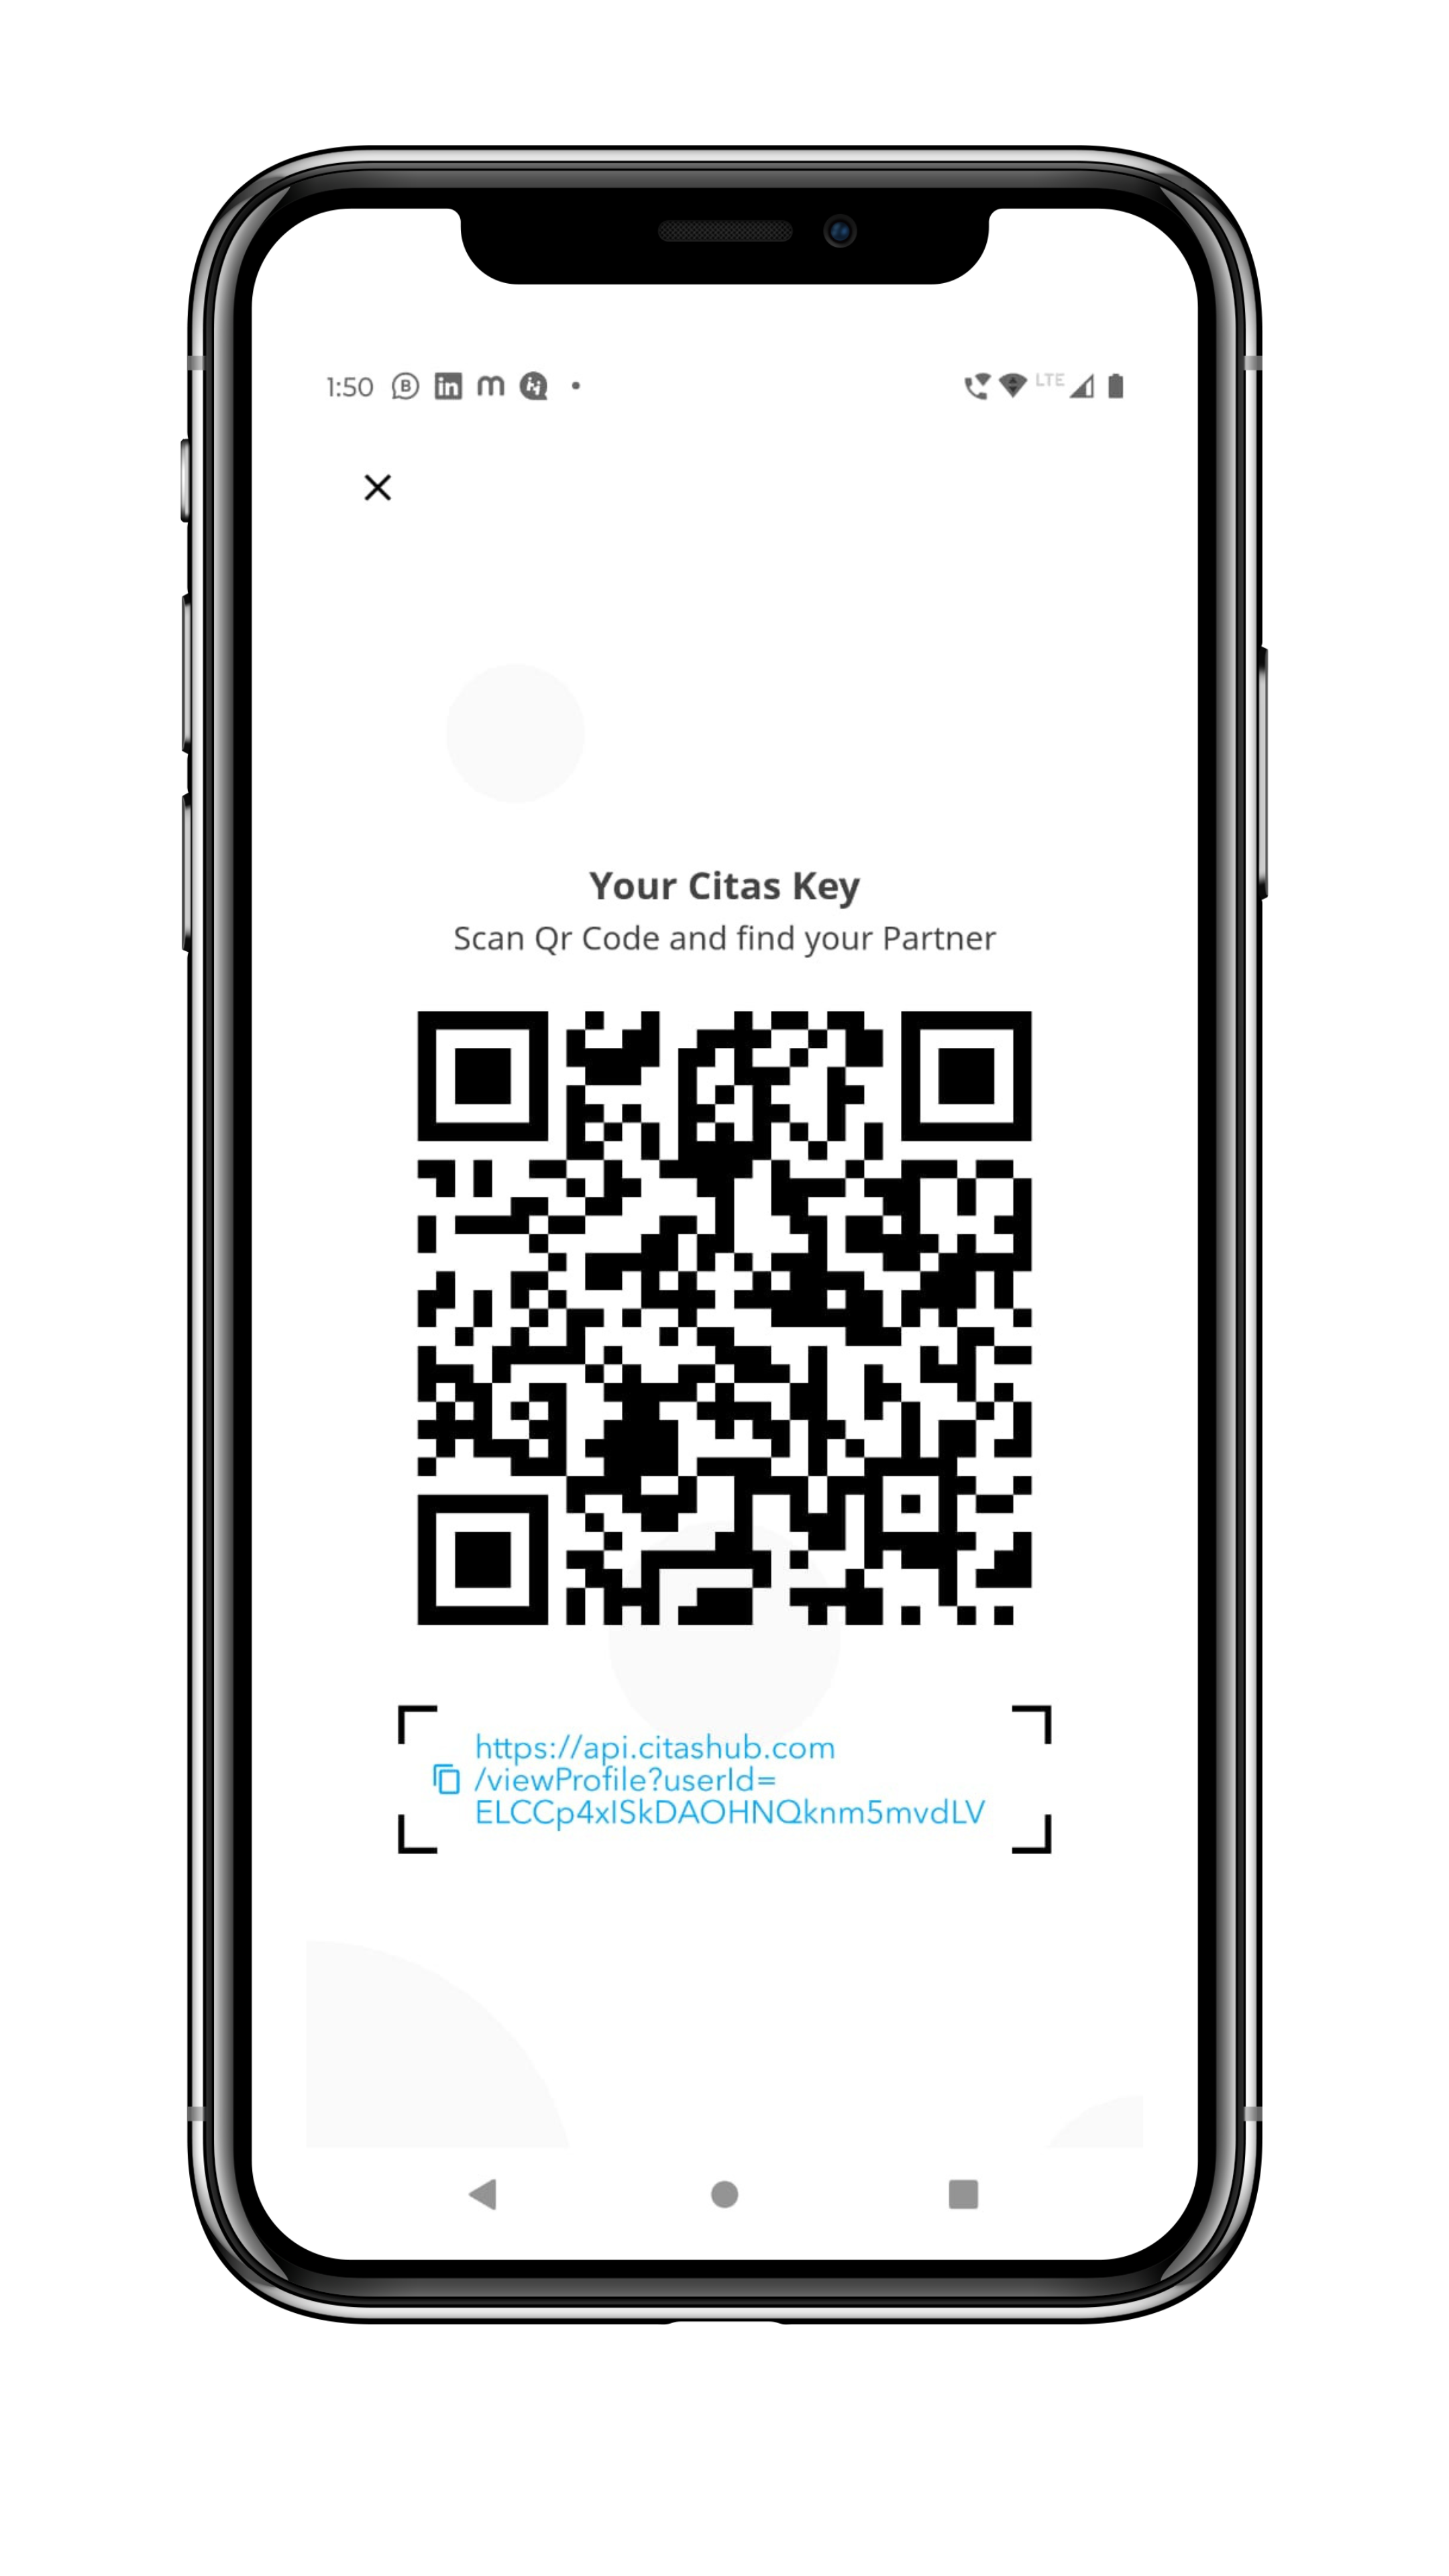 1:50 LTE
Your Citas Key
Scan Qr Code and find your Partner
https://api.citashub.com
/viewProfile?userId=
ELCCp4xISkDAOHNQknm5mvdLV